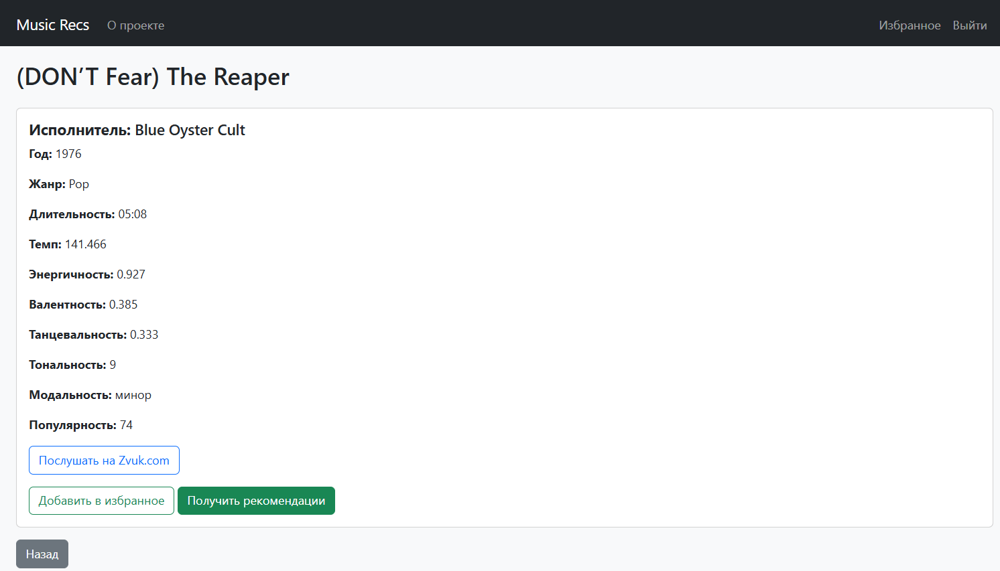 Music Recs О проекте Избранное Выйти
(DON’T Fear) The Reaper
Исполнитель: Blue Oyster Cult
Год: 1976
Жанр: Pop
Длительность: 05:08
Темп: 141.466
Энергичность: 0.927
Валентность: 0.385
Танцевальность: 0.333
Тональность: 9
Модальность: минор
Популярность: 74
Послушать на Zvuk.com
Добавить в избранное Получить рекомендации
Назад